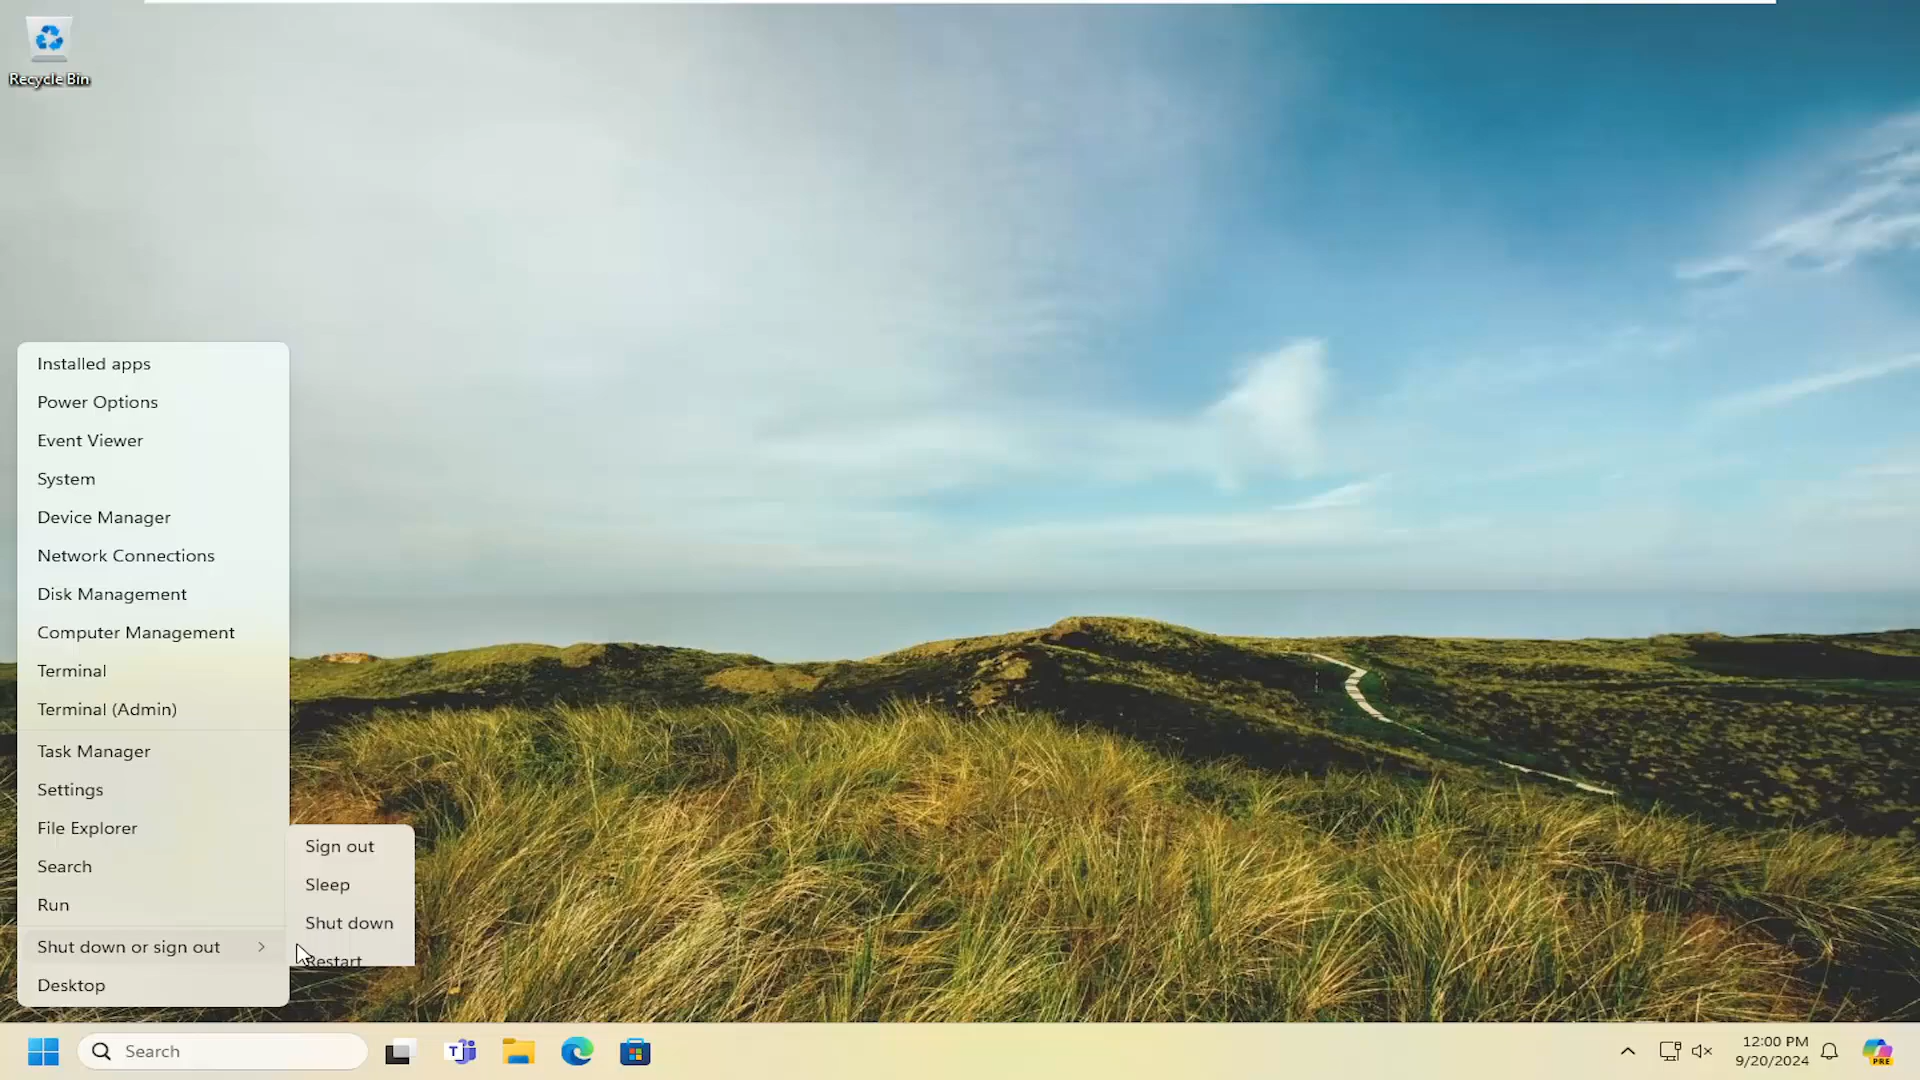 Recycle Bin
Installed apps
Power Options
Event Viewer
System
Device Manager
Network Connections
Disk Management
Computer Management
Terminal
Terminal (Admin)
Task Manager
Settings
File Explorer
Search
Run
Shut down or sign out
Desktop
Sign out
Sleep
Shut down
Restart
Search
12:00 PM
9/20/2024
PRE